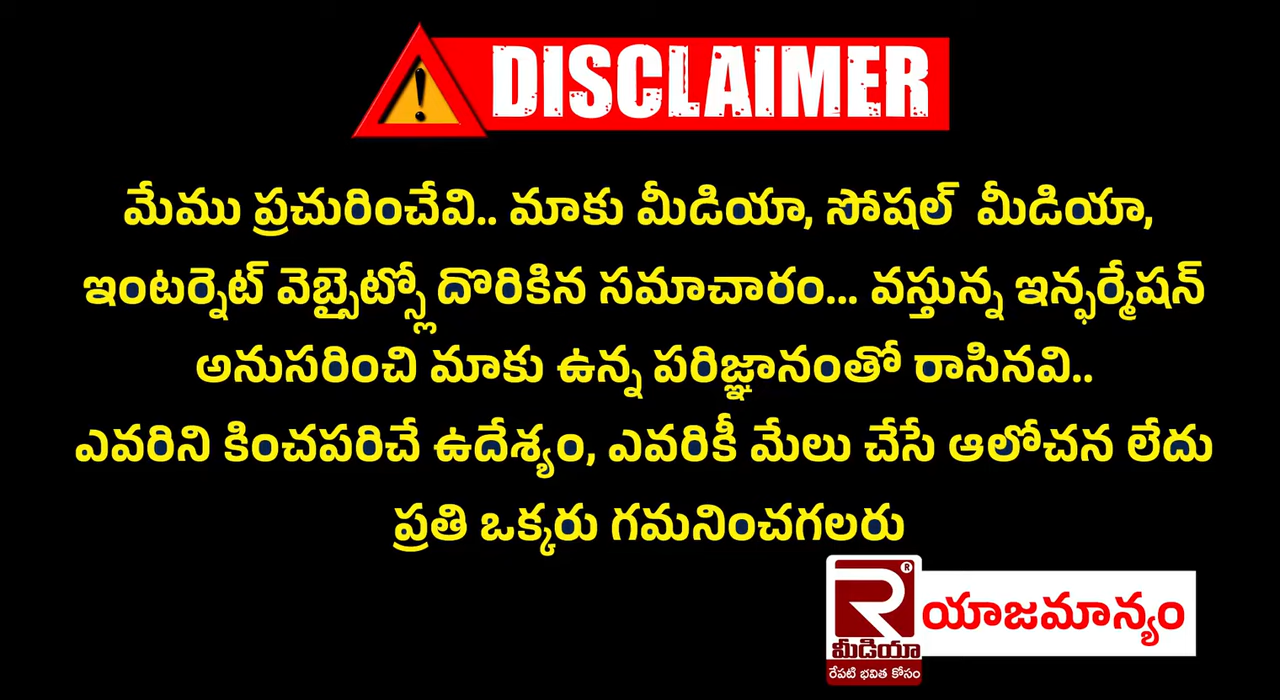 DISCLAIMER
మేము ప్రచురించేవి.. మాకు మీడియా, సోషల్ మీడియా,
ఇంటర్నెట్ వెబ్సైట్స్లో దొరికిన సమాచారం... వస్తున్న ఇన్ఫర్మేషన్
అనుసరించి మాకు ఉన్న పరిజ్ఞానంతో రాసినవి..
ఎవరిని కించపరిచే ఉదేశ్యం, ఎవరికీ మేలు చేసే ఆలోచన లేదు
ప్రతి ఒక్కరు గమనించగలరు
R ®
మీడియా
రేపటి భవిత కోసం
యాజమాన్యం